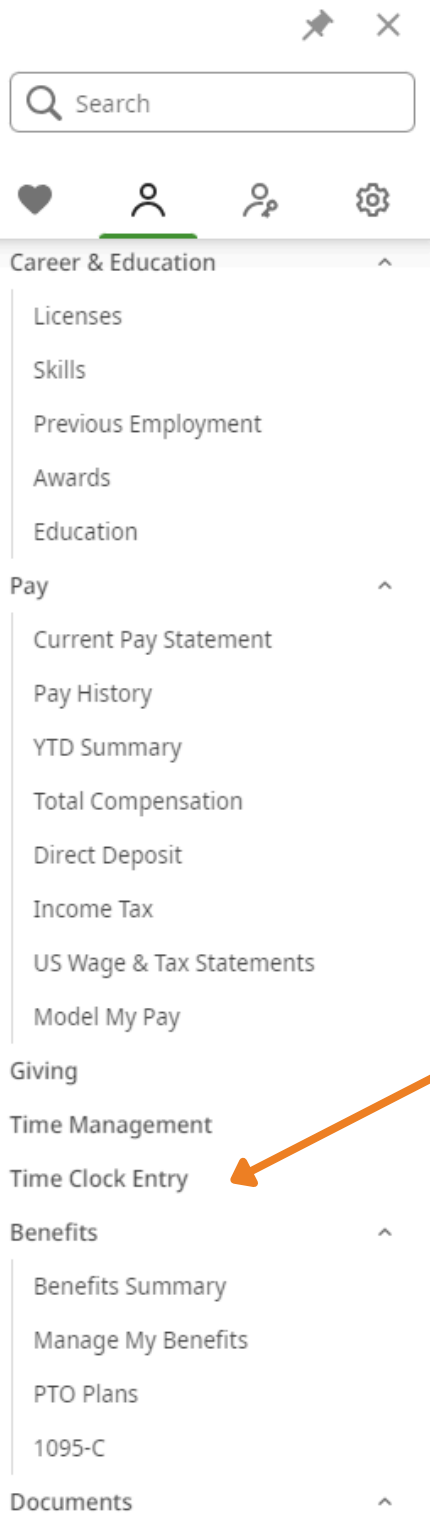 Search
Career & Education
Licenses
Skills
Previous Employment
Awards
Education
Pay
Current Pay Statement
Pay History
YTD Summary
Total Compensation
Direct Deposit
Income Tax
US Wage & Tax Statements
Model My Pay
Giving
Time Management
Time Clock Entry
Benefits
Benefits Summary
Manage My Benefits
PTO Plans
1095-C
Documents